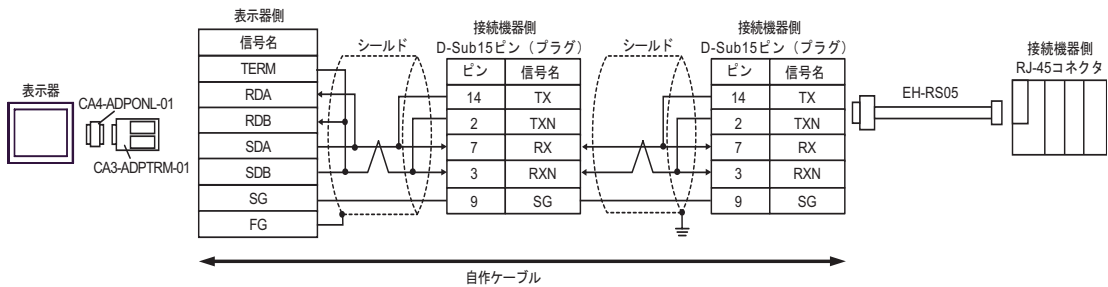 表示器
CA4-ADPONL-01
CA3-ADPTRM-01
表示器側
信号名
TERM
RDA
RDB
SDA
SDB
SG
FG
シールド
接続機器側
D-Sub15ピン（プラグ）
ピン 信号名
14 TX
2 TXN
7 RX
3 RXN
9 SG
シールド
接続機器側
D-Sub15ピン（プラグ）
ピン 信号名
14 TX
2 TXN
7 RX
3 RXN
9 SG
EH-RS05
接続機器側
RJ-45コネクタ
自作ケーブル